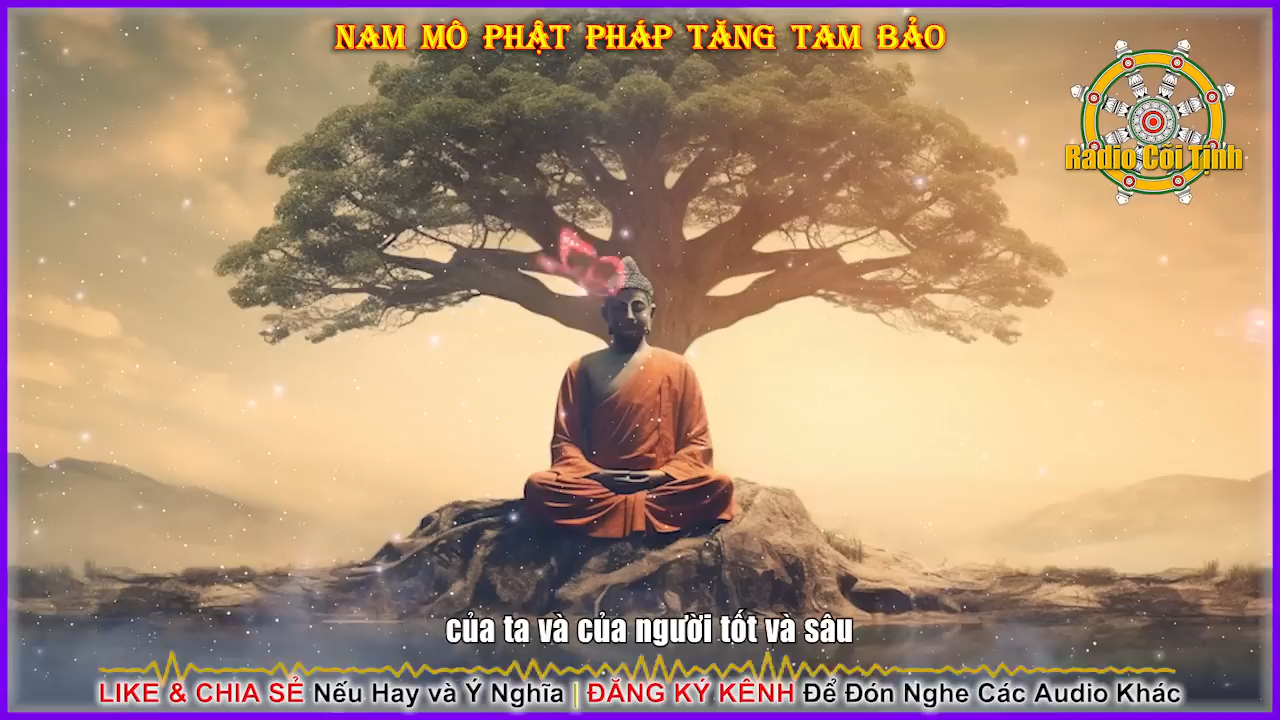 NAM MÔ PHẬT PHÁP TĂNG TAM BẢO
Radio Cõi Tịnh
của ta và của người tốt và sâu
LIKE & CHIA SẺ Nếu Hay và Ý Nghĩa | ĐĂNG KÝ KÊNH Để Đón Nghe Các Audio Khác